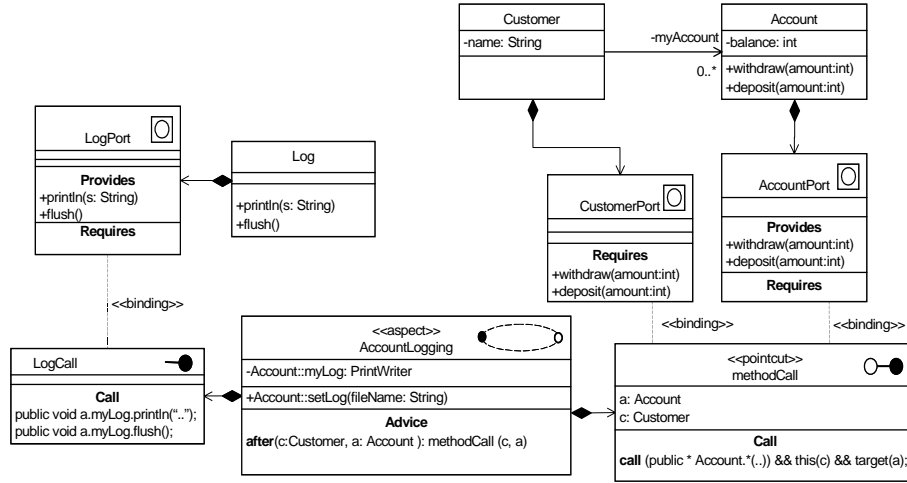 Customer
-name: String
-myAccount
0..*
Account
-balance: int
+withdraw(amount:int)
+deposit(amount:int)
LogPort
Provides
+println(s: String)
+flush()
Requires
Log
+println(s: String)
+flush()
CustomerPort
Requires
+withdraw(amount:int)
+deposit(amount:int)
AccountPort
Provides
+withdraw(amount:int)
+deposit(amount:int)
Requires
<<binding>>
<<binding>>
<<binding>>
LogCall
Call
public void a.myLog.println(“..”);
public void a.myLog.flush();
<<aspect>>
AccountLogging
-Account::myLog: PrintWriter
+Account::setLog(fileName: String)
Advice
after(c:Customer, a: Account ): methodCall (c, a)
<<pointcut>>
methodCall
a: Account
c: Customer
Call
call (public * Account.*(..)) && this(c) && target(a);